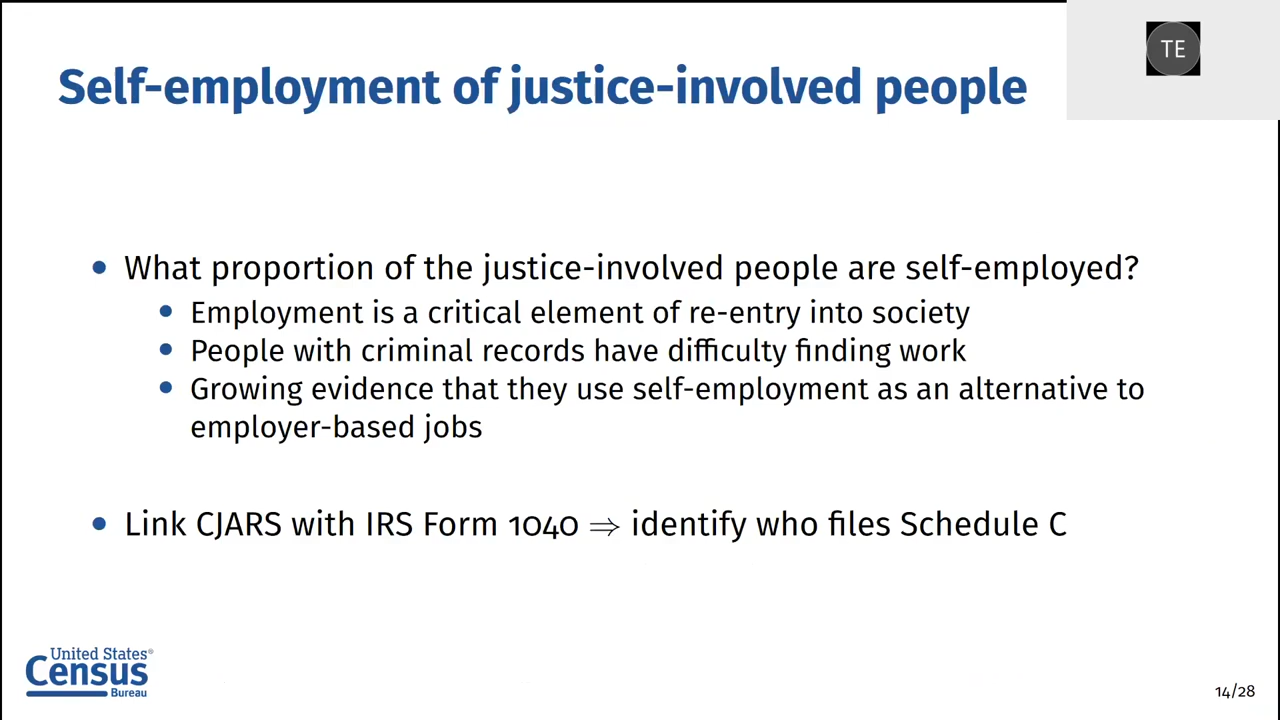 TE
Self-employment of justice-involved people
• What proportion of the justice-involved people are self-employed?
• Employment is a critical element of re-entry into society
• People with criminal records have difficulty finding work
• Growing evidence that they use self-employment as an alternative to
employer-based jobs
• Link CJARS with IRS Form 1040 ⇒ identify who files Schedule C
United States®
Census
Bureau
14/28